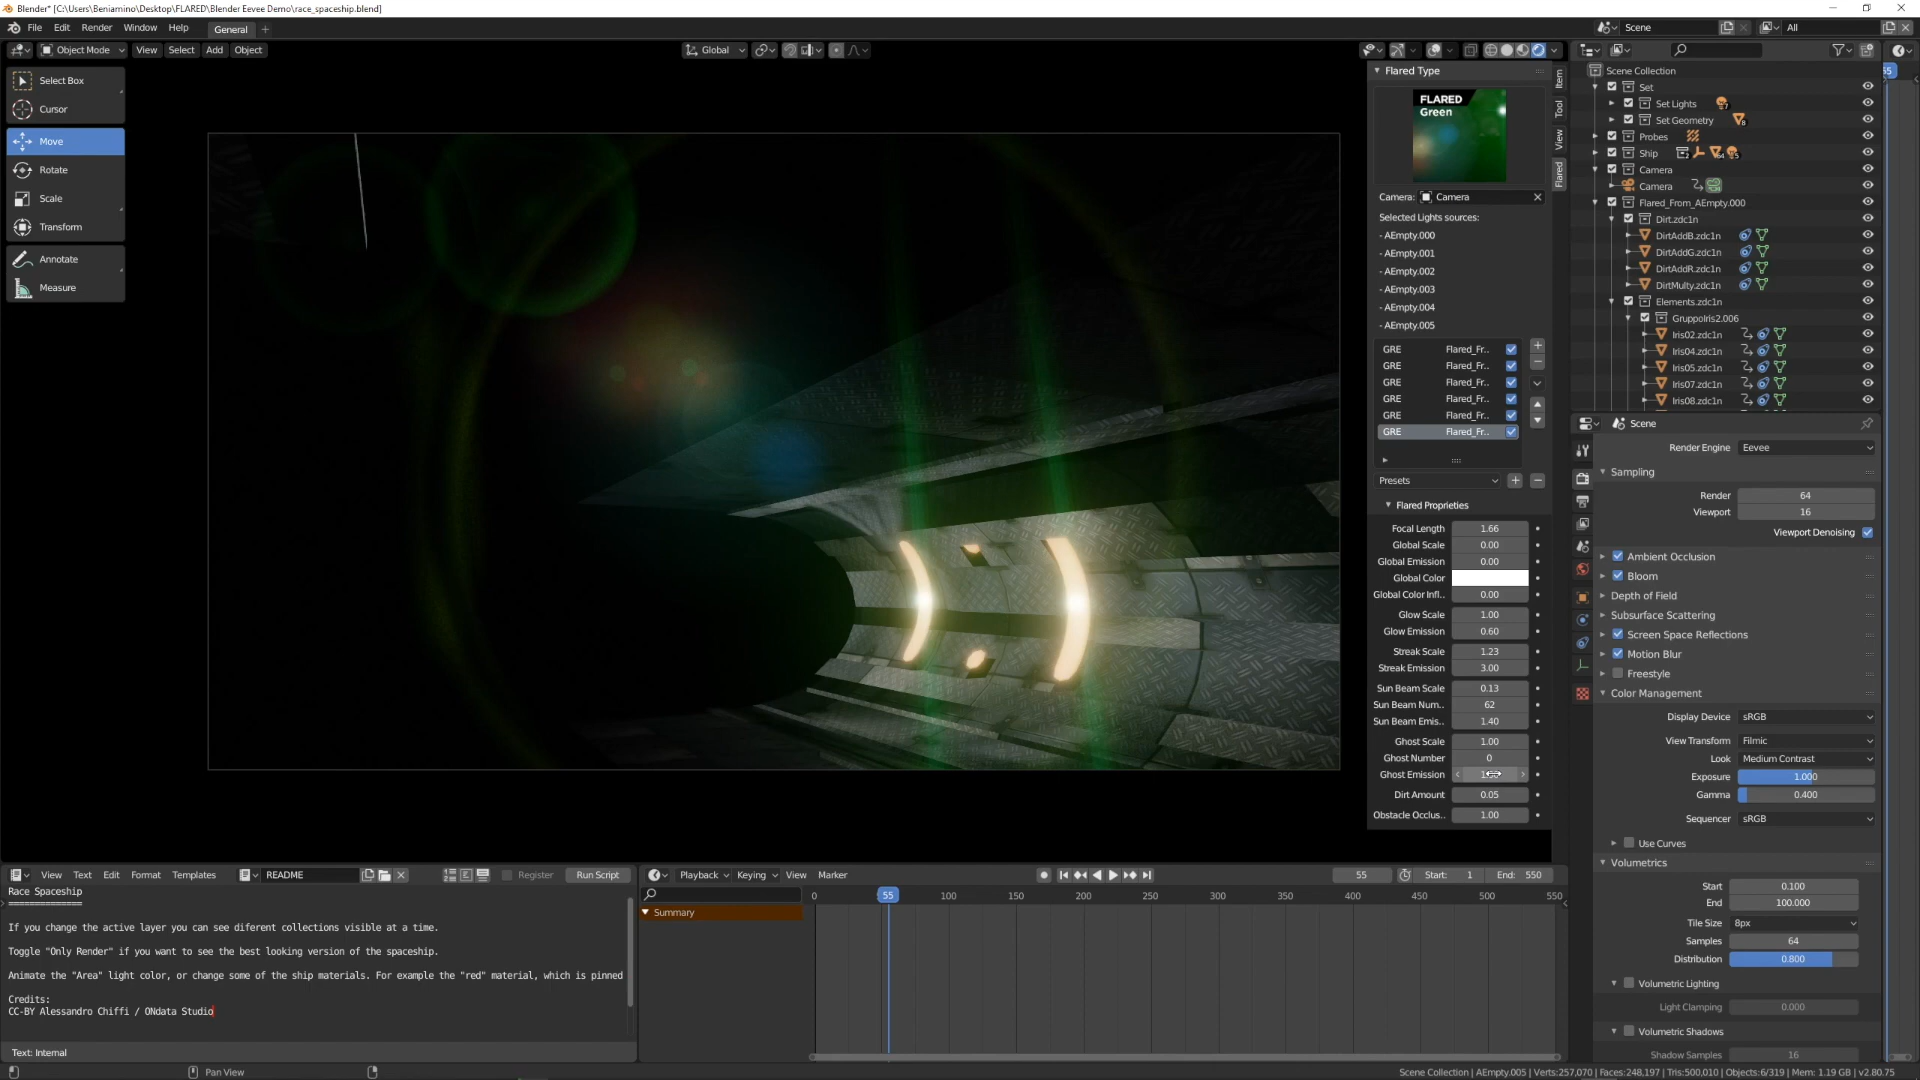 Blender* [C:\Users\Beniamino\Desktop\FLARED\Blender Eevee Demo\race_spaceship.blend]
File Edit Render Window Help General Scene All
Object Mode View Select Add Object Global
Select Box
Cursor
Move
Rotate
Scale
Transform
Annotate
Measure
Flared Type
FLARED
Green
Camera: Camera
Selected Lights sources:
- AEmpty.000
- AEmpty.001
- AEmpty.002
- AEmpty.003
- AEmpty.004
- AEmpty.005
GRE Flared_Fr..
GRE Flared_Fr..
GRE Flared_Fr..
GRE Flared_Fr..
GRE Flared_Fr..
GRE Flared_Fr..
Presets
Flared Proprieties
Focal Length 1.66
Global Scale 0.00
Global Emission 0.00
Global Color
Global Color Infl.. 0.00
Glow Scale 1.00
Glow Emission 0.60
Streak Scale 1.23
Streak Emission 3.00
Sun Beam Scale 0.13
Sun Beam Num.. 62
Sun Beam Emis.. 1.40
Ghost Scale 1.00
Ghost Number 0
Ghost Emission
Dirt Amount 0.05
Obstacle Occlus.. 1.00
Item
Tool
View
Flared
Scene Collection
Set
Set Lights
Set Geometry
Probes
Ship
Camera
Camera
Flared_From_AEmpty.000
Dirt.zdc1n
DirtAddB.zdc1n
DirtAddG.zdc1n
DirtAddR.zdc1n
DirtMulty.zdc1n
Elements.zdc1n
GruppoIris2.006
Iris02.zdc1n
Iris04.zdc1n
Iris05.zdc1n
Iris07.zdc1n
Iris08.zdc1n
Scene
Render Engine Eevee
Sampling
Render 64
Viewport 16
Viewport Denoising
Ambient Occlusion
Bloom
Depth of Field
Subsurface Scattering
Screen Space Reflections
Motion Blur
Freestyle
Color Management
Display Device sRGB
View Transform Filmic
Look Medium Contrast
Exposure 1.000
Gamma 0.400
Sequencer sRGB
Use Curves
Volumetrics
Start 0.100
End 100.000
Tile Size 8px
Samples 64
Distribution 0.800
Volumetric Lighting
Light Clamping 0.000
Volumetric Shadows
Shadow Samples 16
View Text Edit Format Templates README Register Run Script
Race Spaceship
==============
If you change the active layer you can see diferent collections visible at a time.
Toggle "Only Render" if you want to see the best looking version of the spaceship.
Animate the "Area" light color, or change some of the ship materials. For example the "red" material, which is pinned
Credits:
CC-BY Alessandro Chiffi / ONdata Studio
Text: Internal
Playback Keying View Marker 55 Start: 1 End: 550
0 55 100 150 200 250 300 350 400 450 500 550
Summary
Pan View
Scene Collection | AEmpty.005 | Verts:257,070 | Faces:248,197 | Tris:500,010 | Objects:6/319 | Mem: 1.19 GB | v2.80.75